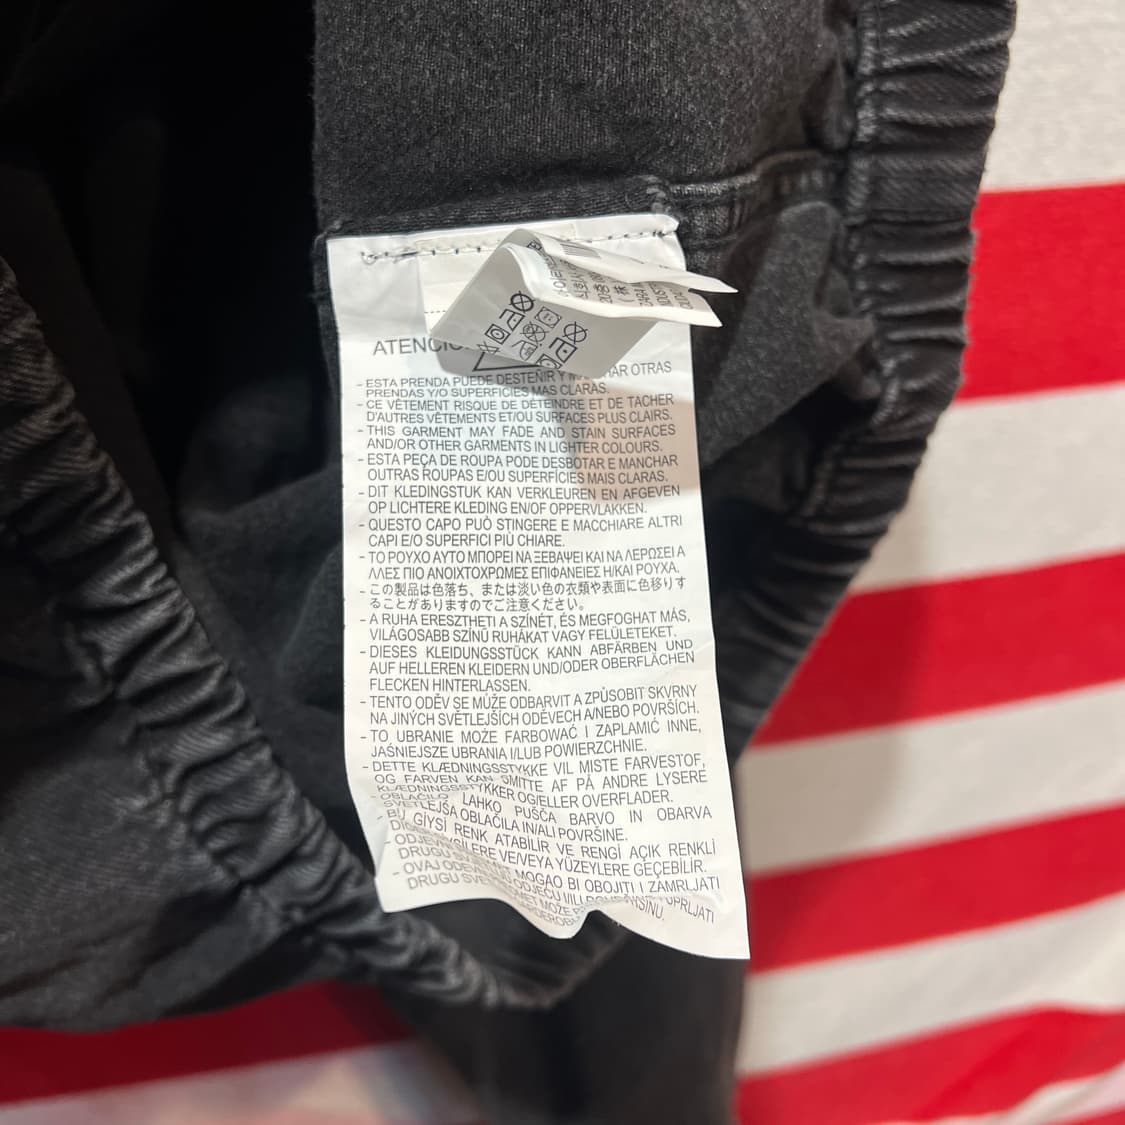 - ESTA PRENDA PUEDE DESTEÑIR Y OTRAS
PRENDAS Y/O SUPERFICIES MAS CLARAS.
- CE VÊTEMENT RISQUE DE DÉTEINDRE ET DE TACHER
D'AUTRES VÊTEMENTS ET/OU SURFACES PLUS CLAIRS.
- THIS GARMENT MAY FADE AND STAIN SURFACES
AND/OR OTHER GARMENTS IN LIGHTER COLOURS.
- ESTA PEÇA DE ROUPA PODE DESBOTAR E MANCHAR
OUTRAS ROUPAS E/OU SUPERFÍCIES MAIS CLARAS.
- DIT KLEDINGSTUK KAN VERKLEUREN EN AFGEVEN
OP LICHTERE KLEDING EN/OF OPPERVLAKKEN.
- QUESTO CAPO PUÒ STINGERE E MACCHIARE ALTRI
CAPI E/O SUPERFICI PIÙ CHIARE.
- ΤΟ ΡΟΥΧΟ ΑΥΤΟ ΜΠΟΡΕΙ ΝΑ ΞΕΒΑΨΕΙ ΚΑΙ ΝΑ ΛΕΡΩΣΕΙ Α
ΛΛΕΣ ΠΙΟ ΑΝΟΙΧΤΟΧΡΩΜΕΣ ΕΠΙΦΑΝΕΙΕΣ Η/ΚΑΙ ΡΟΥΧΑ.
- この製品は色落ち、または淡い色の衣類や表面に色移りす
ることがありますのでご注意ください。
- A RUHA ERESZTHETI A SZÍNÉT, ÉS MEGFOGHAT MÁS,
VILÁGOSABB SZÍNŰ RUHÁKAT VAGY FELÜLETEKET.
- DIESES KLEIDUNGSSTÜCK KANN ABFÄRBEN UND
AUF HELLEREN KLEIDERN UND/ODER OBERFLÄCHEN
FLECKEN HINTERLASSEN.
- TENTO ODĚV SE MŮŽE ODBARVIT A ZPŮSOBIT SKVRNY
NA JINÝCH SVĚTLEJŠÍCH ODĚVECH A/NEBO POVRŠÍCH.
- TO UBRANIE MOŻE FARBOWAĆ I ZAPLAMIĆ INNE,
JAŚNIEJSZE UBRANIA I/LUB POWIERZCHNIE.
- DETTE KLÆDNINGSSTYKKE VIL MISTE FARVESTOF,
OG FARVEN KAN SMITTE AF PÅ ANDRE LYSERE
KLÆDNINGSSTYKKER OG/ELLER OVERFLADER.
- OBLAČILO LAHKO PUŠČA BARVO IN OBARVA
SVETLEJŠA OBLAČILA IN/ALI POVRŠINE.
- BU GİYSİ RENK ATABİLİR VE RENGİ AÇIK RENKLİ
VE/VEYA YÜZEYLERE GEÇEBİLİR.
- MOGAO BI OBOJITI I ZAMRLJATI
DRUGU ODJEĆU I/ILI
- OVAJ MOŽE
DRUGU